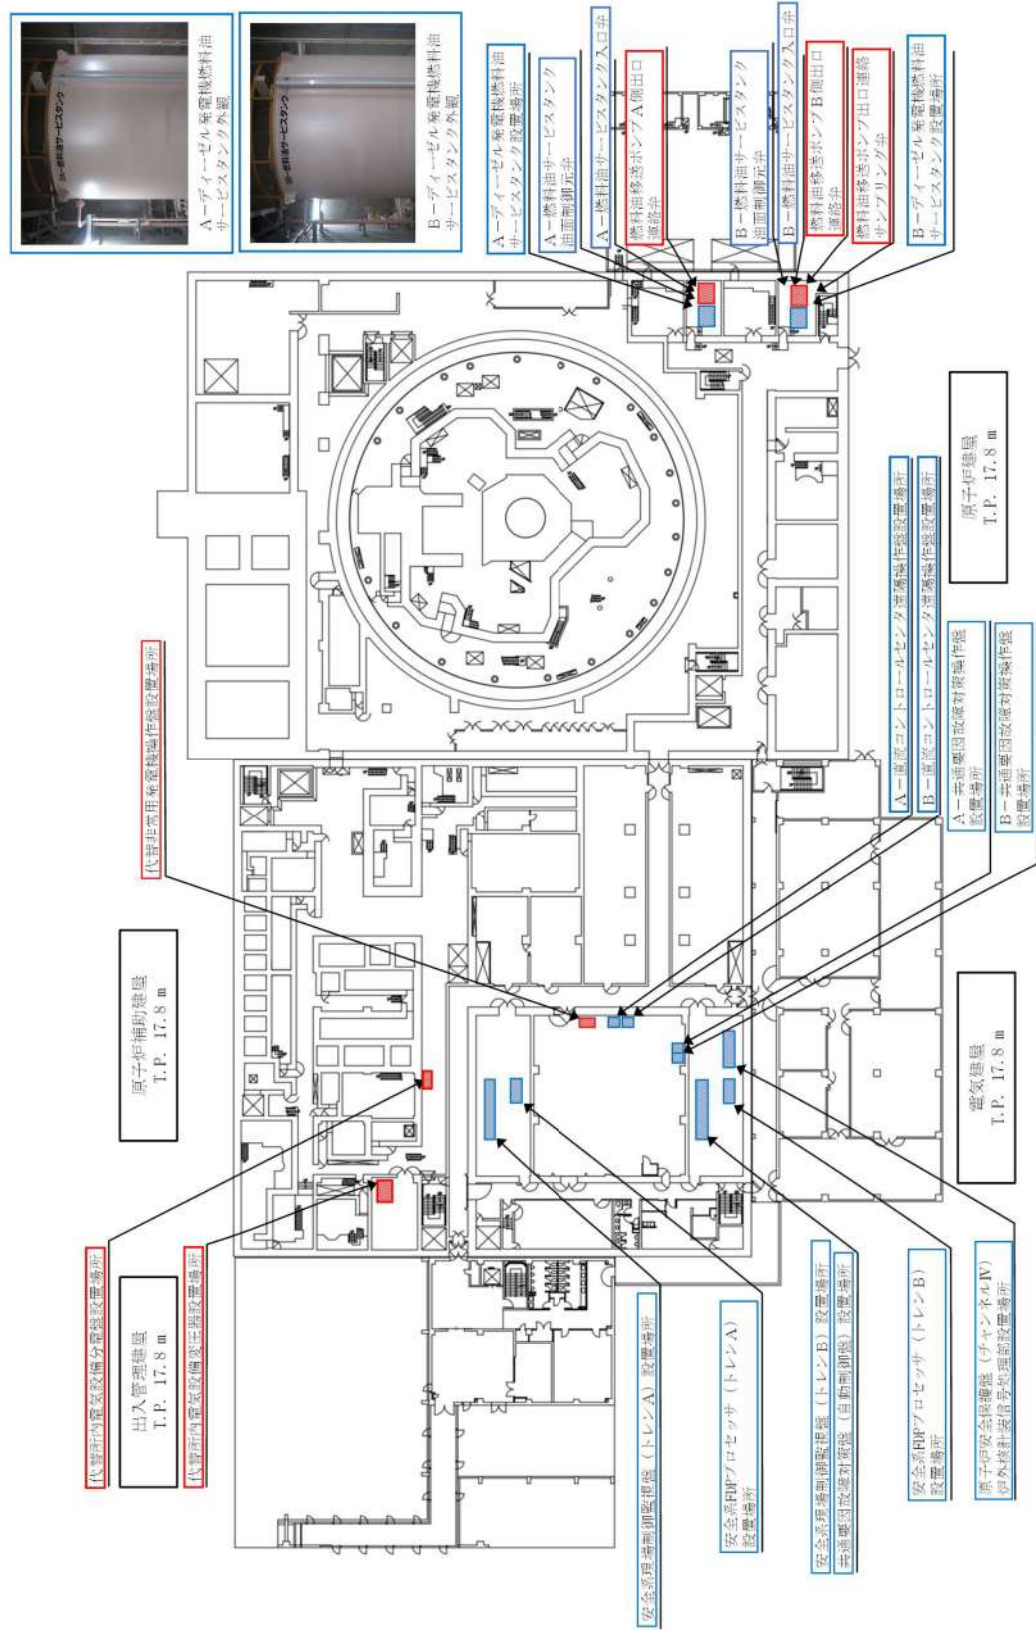 A-ディーゼル発電機燃料油
サービスタンク外観
B-ディーゼル発電機燃料油
サービスタンク外観
A-ディーゼル発電機燃料油
サービスタンク設置場所
A-燃料油サービスタンク
油面制御元弁
A-燃料油サービスタンク入口弁
燃料油移送ポンプA側出口
連絡弁
B-燃料油サービスタンク
油面制御元弁
B-燃料油サービスタンク入口弁
燃料油移送ポンプB側出口
連絡弁
燃料油移送ポンプ出口連絡
サンプリング弁
B-ディーゼル発電機燃料油
サービスタンク設置場所
代替非常用発電機操作盤設置場所
原子炉補助建屋
T.P. 17.8 m
代替所内電気設備分電盤設置場所
出入管理建屋
T.P. 17.8 m
代替所内電気設備変圧器設置場所
原子炉建屋
T.P. 17.8 m
A-直流コントロールセンタ遮隔操作盤設置場所
B-直流コントロールセンタ遮隔操作盤設置場所
A-共通要因故障対策操作盤
設置場所
B-共通要因故障対策操作盤
設置場所
電気建屋
T.P. 17.8 m
安全系現場制御監視盤(トレンA)設置場所
安全系FDPプロセッサ(トレンA)
設置場所
安全系現場制御監視盤(トレンB)設置場所
共通要因故障対策盤(自動制御盤)設置場所
安全系FDPプロセッサ(トレンB)
設置場所
原子炉安全保護盤(チャンネルⅣ)
炉外核計装信号処理部設置場所